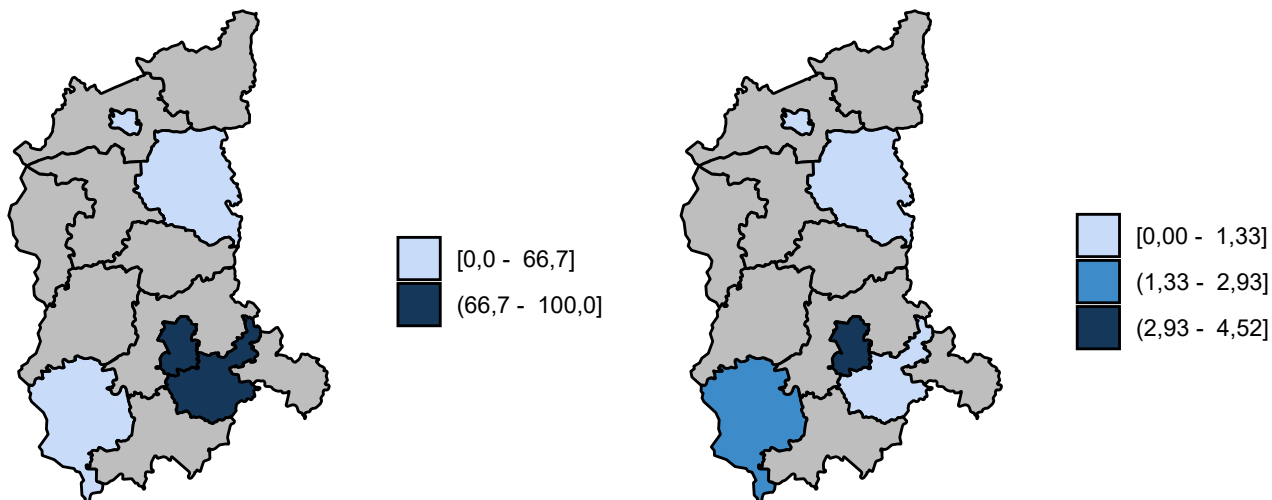 [0,0 -  66,7]
(66,7 -  100,0]
[0,00 -  1,33]
(1,33 -  2,93]
(2,93 -  4,52]